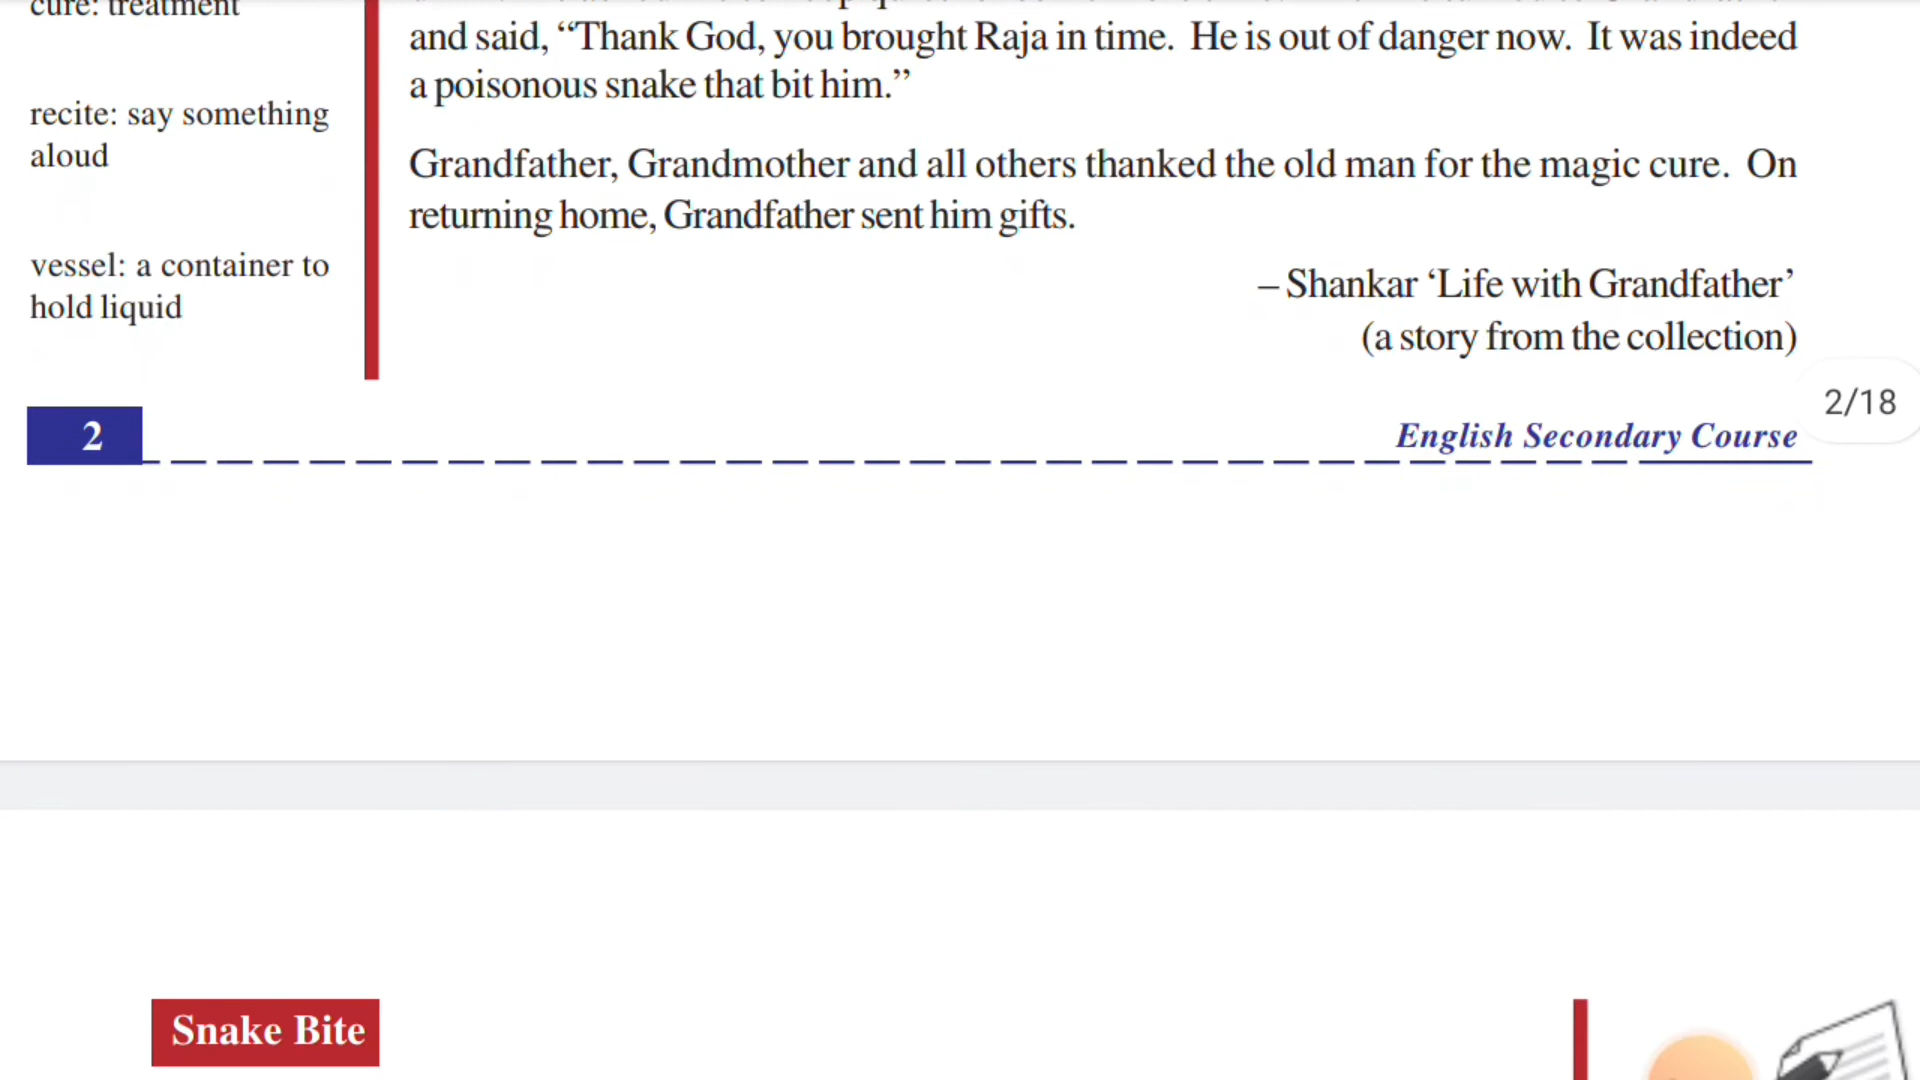 cure: treatment
recite: say something
aloud
vessel: a container to
hold liquid
and said, “Thank God, you brought Raja in time. He is out of danger now. It was indeed
a poisonous snake that bit him.”
Grandfather, Grandmother and all others thanked the old man for the magic cure. On
returning home, Grandfather sent him gifts.
– Shankar ‘Life with Grandfather’
(a story from the collection)
2/18
2
English Secondary Course
Snake Bite